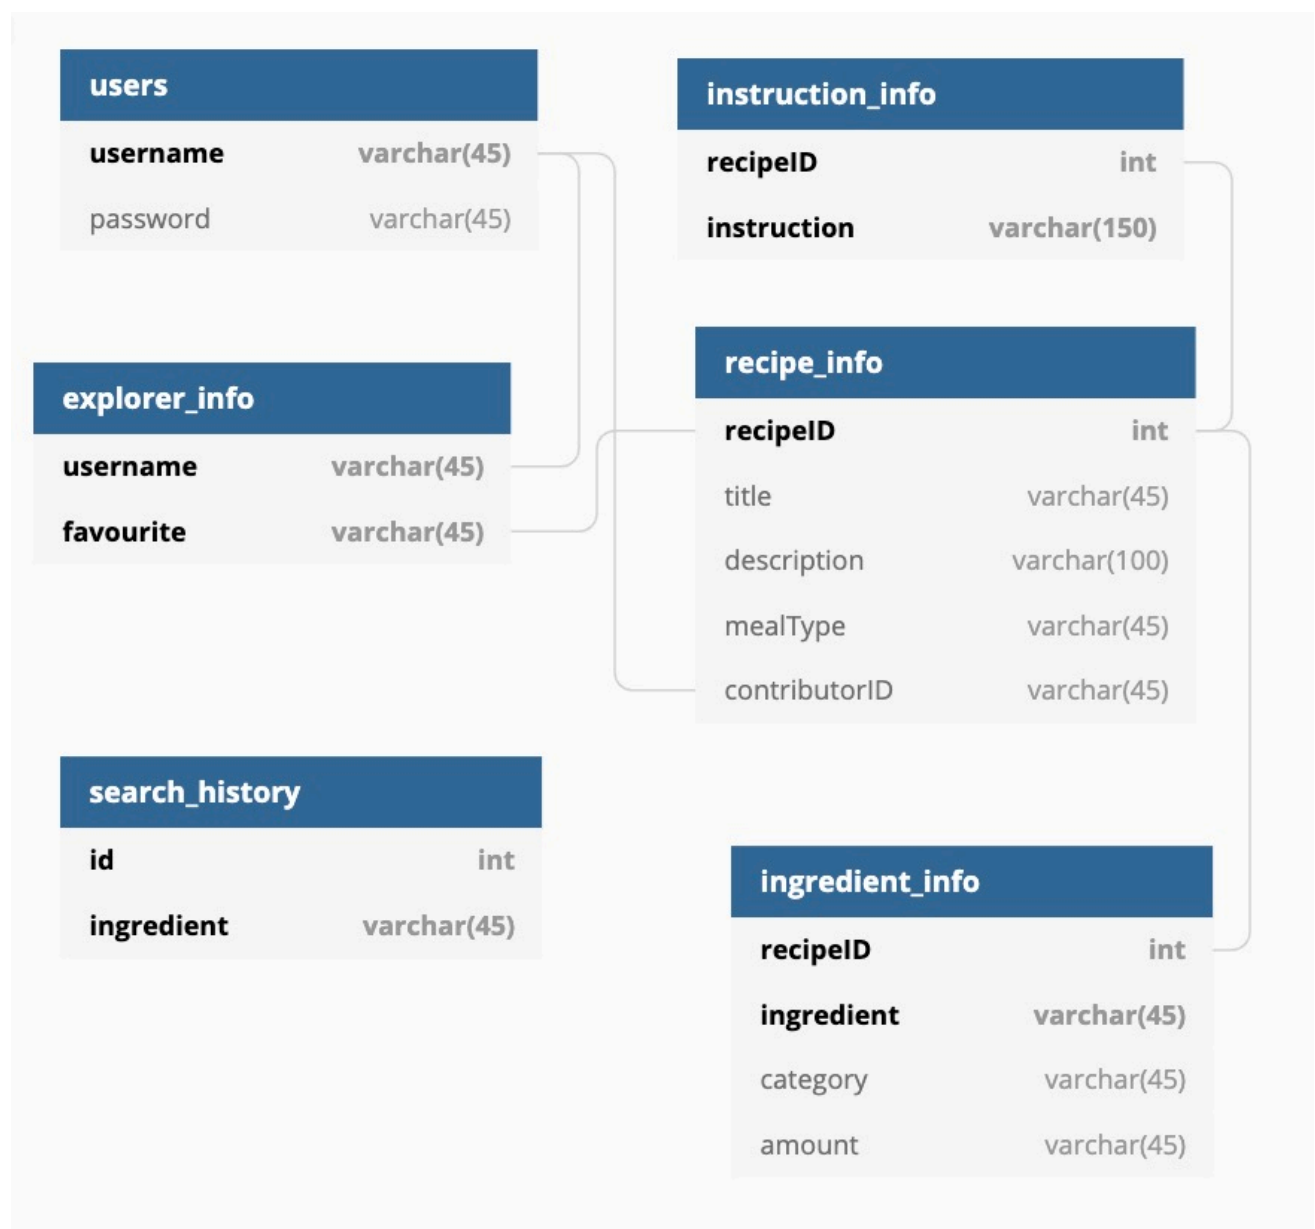 users
username varchar(45)
password varchar(45)
instruction_info
recipeID int
instruction varchar(150)
explorer_info
username varchar(45)
favourite varchar(45)
recipe_info
recipeID int
title varchar(45)
description varchar(100)
mealType varchar(45)
contributorID varchar(45)
search_history
id int
ingredient varchar(45)
ingredient_info
recipeID int
ingredient varchar(45)
category varchar(45)
amount varchar(45)